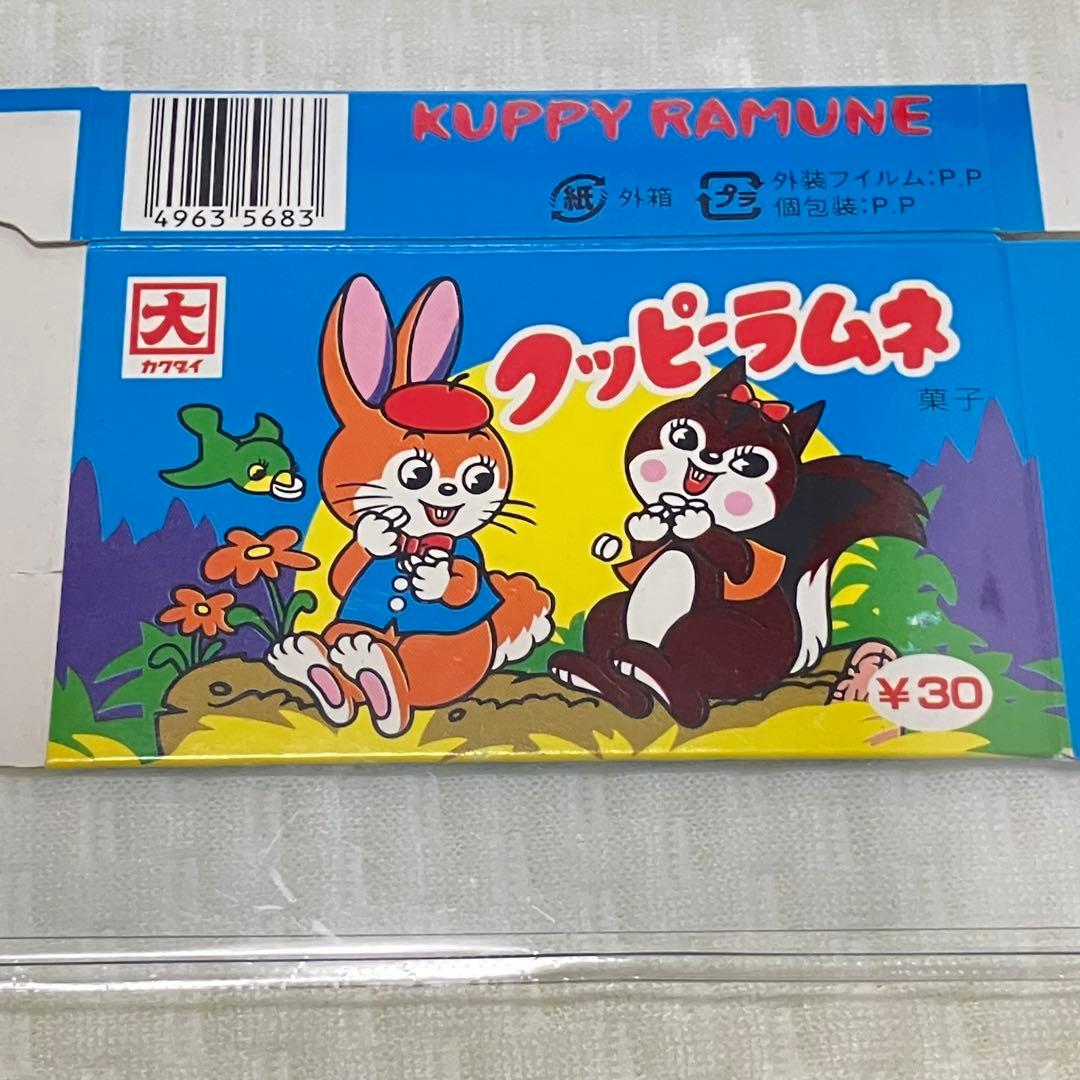 KUPPY RAMUNE
4963 5683
紙 外箱
プラ 外装フイルム:P.P
個包装:P.P
大
カクダイ
クッピーラムネ
菓子
¥30